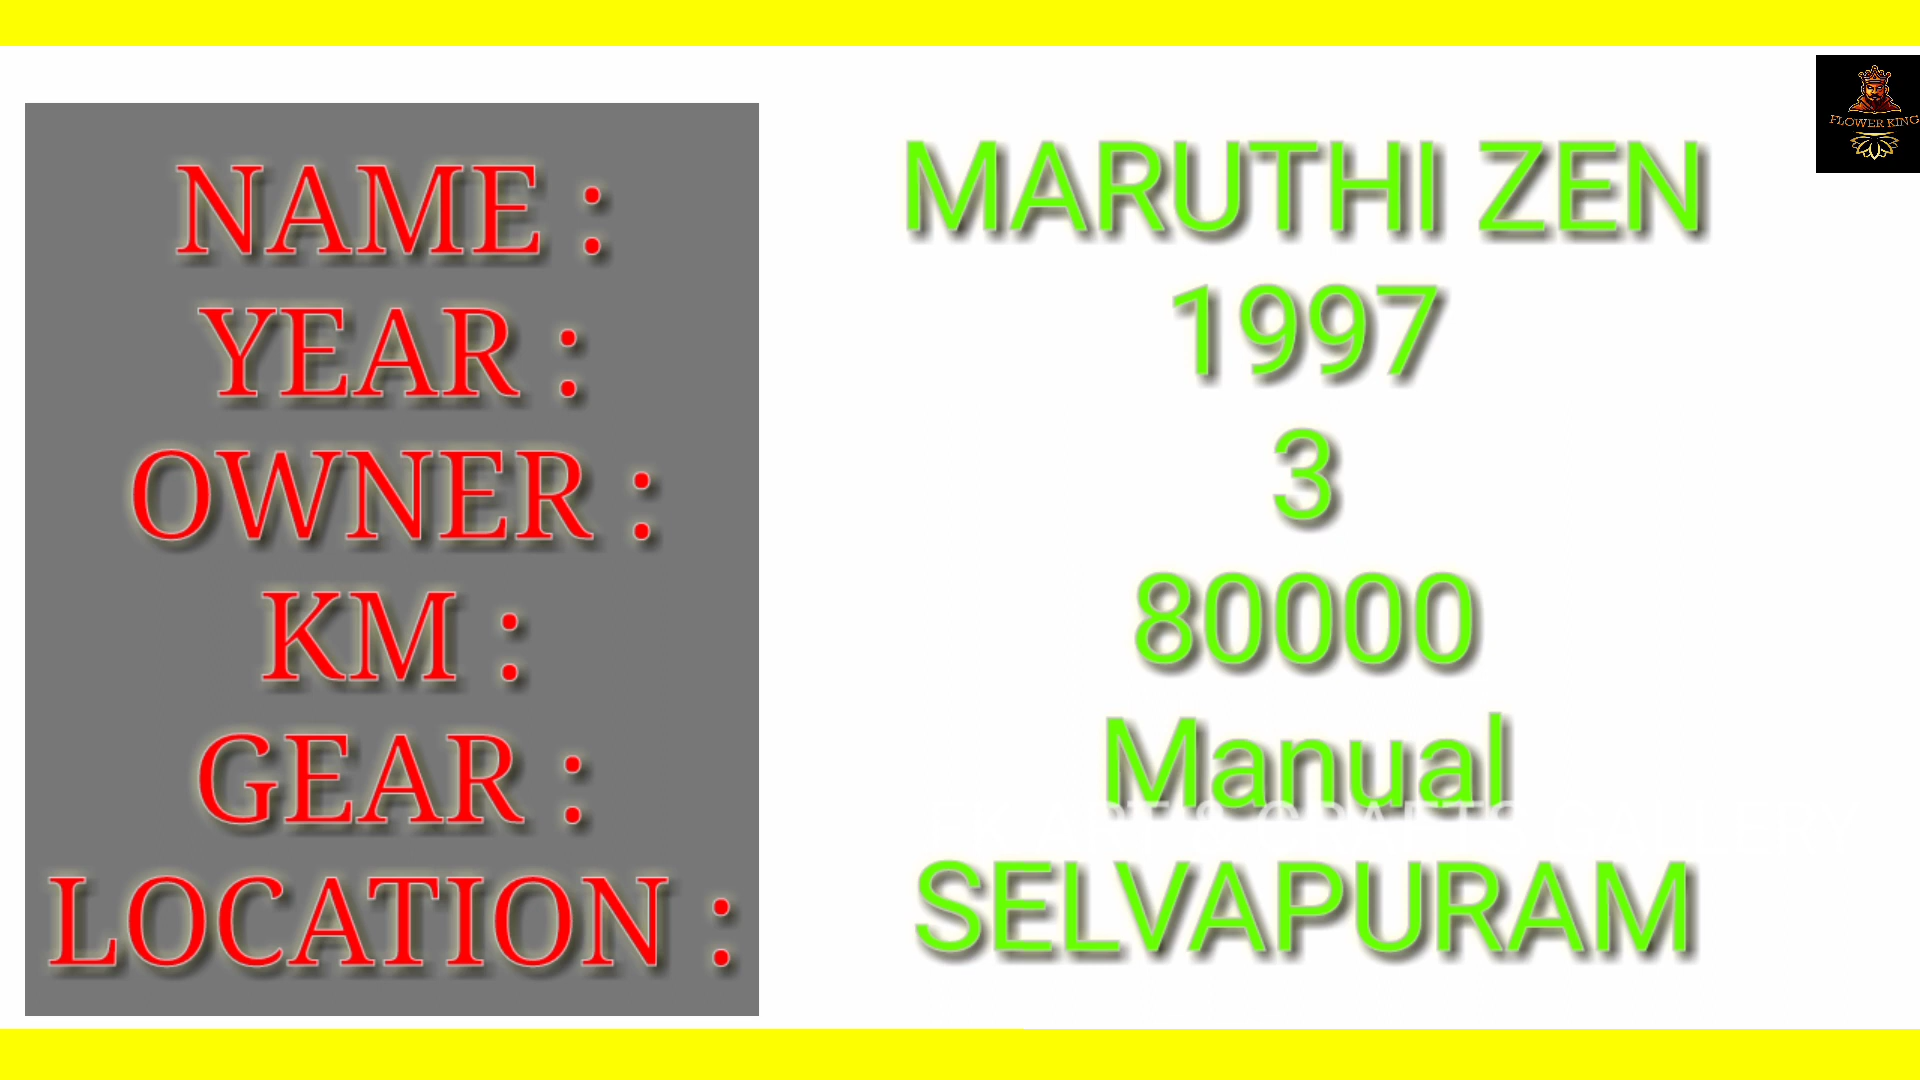 NAME : MARUTHI ZEN
YEAR : 1997
OWNER : 3
KM : 80000
GEAR : Manual
LOCATION : SELVAPURAM
FLOWER KING